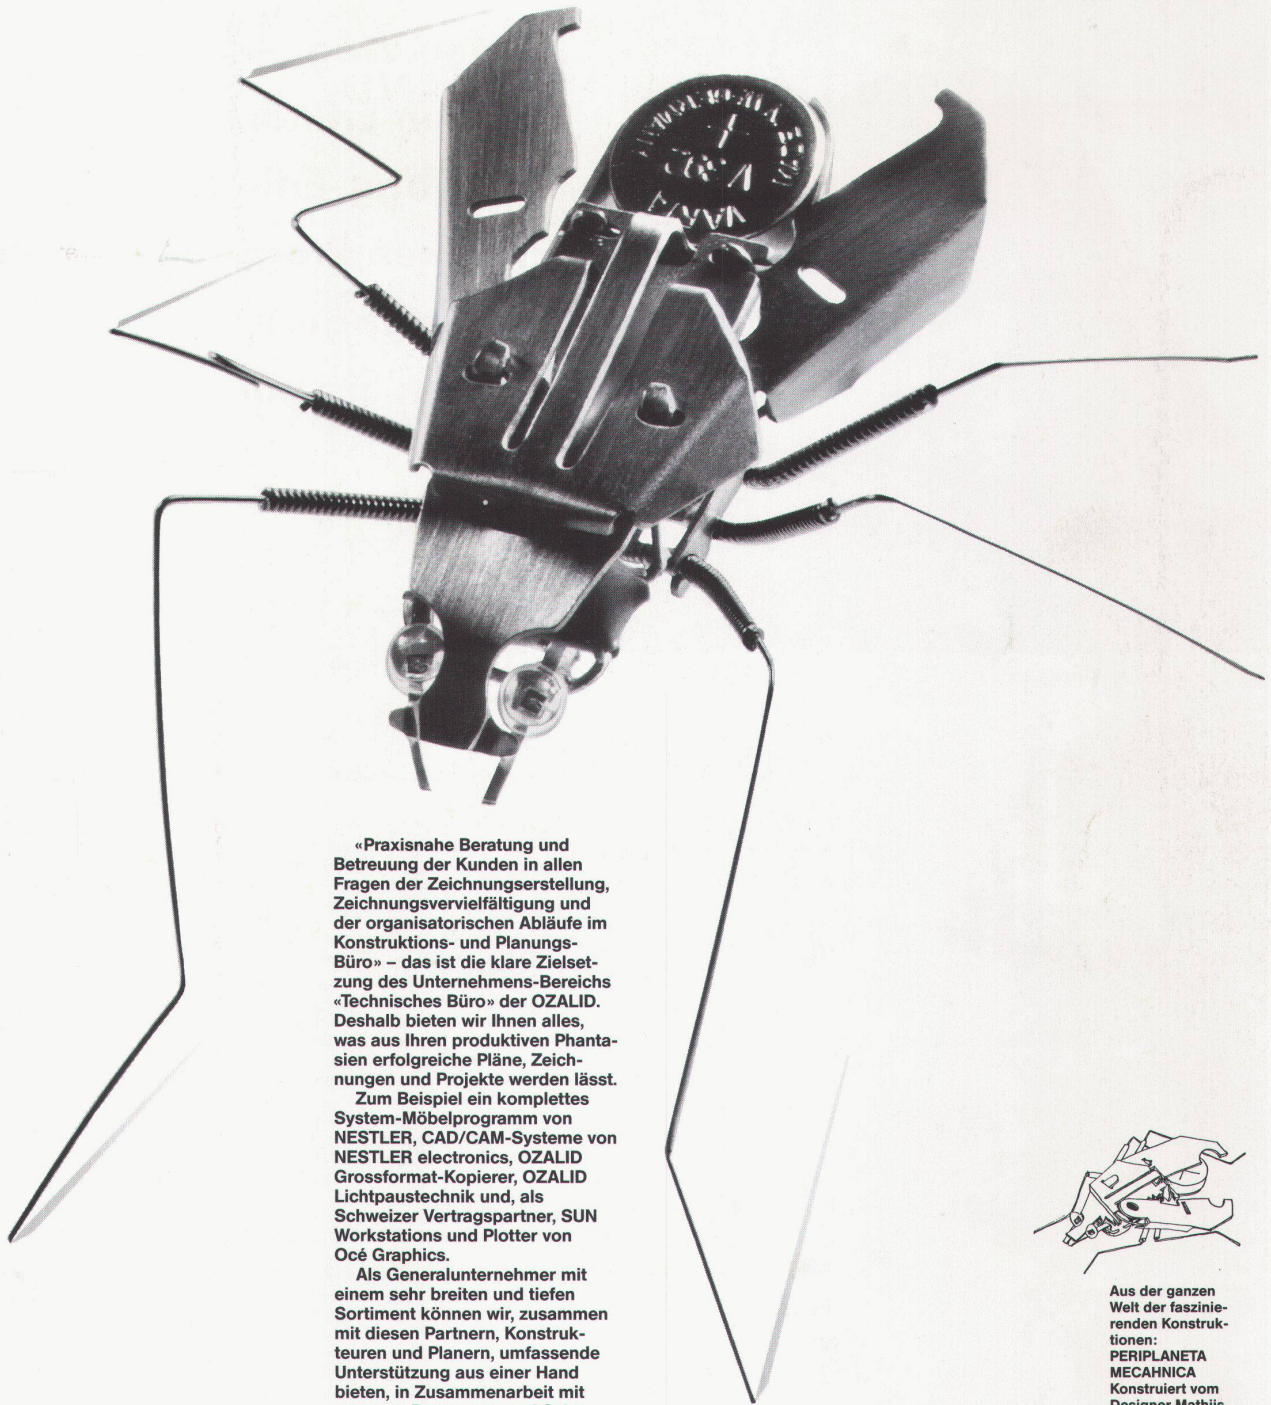 «Praxisnahe Beratung und
Betreuung der Kunden in allen
Fragen der Zeichnungserstellung,
Zeichnungsvervielfältigung und
der organisatorischen Abläufe im
Konstruktions- und Planungs-
Büro» – das ist die klare Zielset-
zung des Unternehmens-Bereichs
«Technisches Büro» der OZALID.
Deshalb bieten wir Ihnen alles,
was aus Ihren produktiven Phanta-
sien erfolgreiche Pläne, Zeich-
nungen und Projekte werden lässt.
Zum Beispiel ein komplettes
System-Möbelprogramm von
NESTLER, CAD/CAM-Systeme von
NESTLER electronics, OZALID
Grossformat-Kopierer, OZALID
Lichtpaustechnik und, als
Schweizer Vertragspartner, SUN
Workstations und Plotter von
Océ Graphics.
Als Generalunternehmer mit
einem sehr breiten und tiefen
Sortiment können wir, zusammen
mit diesen Partnern, Konstruk-
teuren und Planern, umfassende
Unterstützung aus einer Hand
bieten, in Zusammenarbeit mit
Aus der ganzen
Welt der faszinie-
renden Konstruk-
tionen:
PERIPLANETA
MECAHNICA
Konstruiert vom
Designer Mathijs